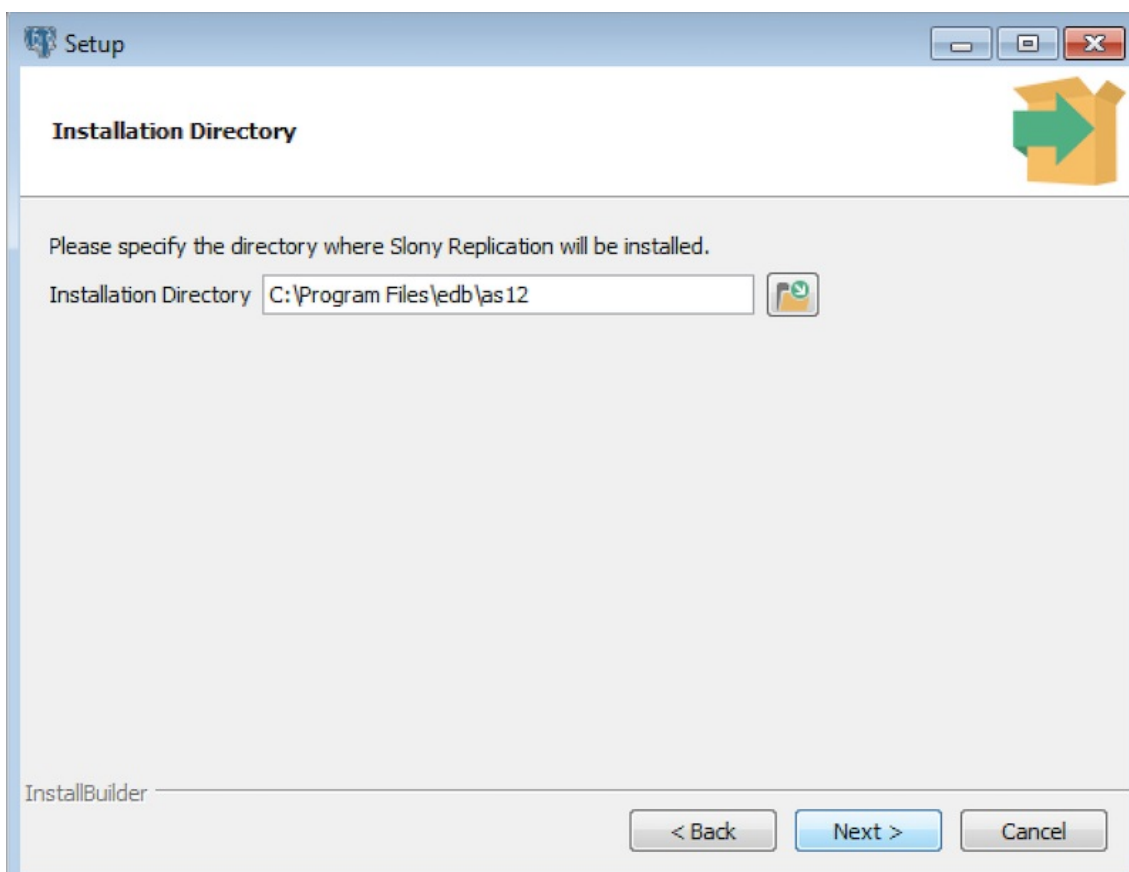 Setup
Installation Directory
Please specify the directory where Slony Replication will be installed.
Installation Directory C:\Program Files\edb\as12
InstallBuilder
< Back Next > Cancel